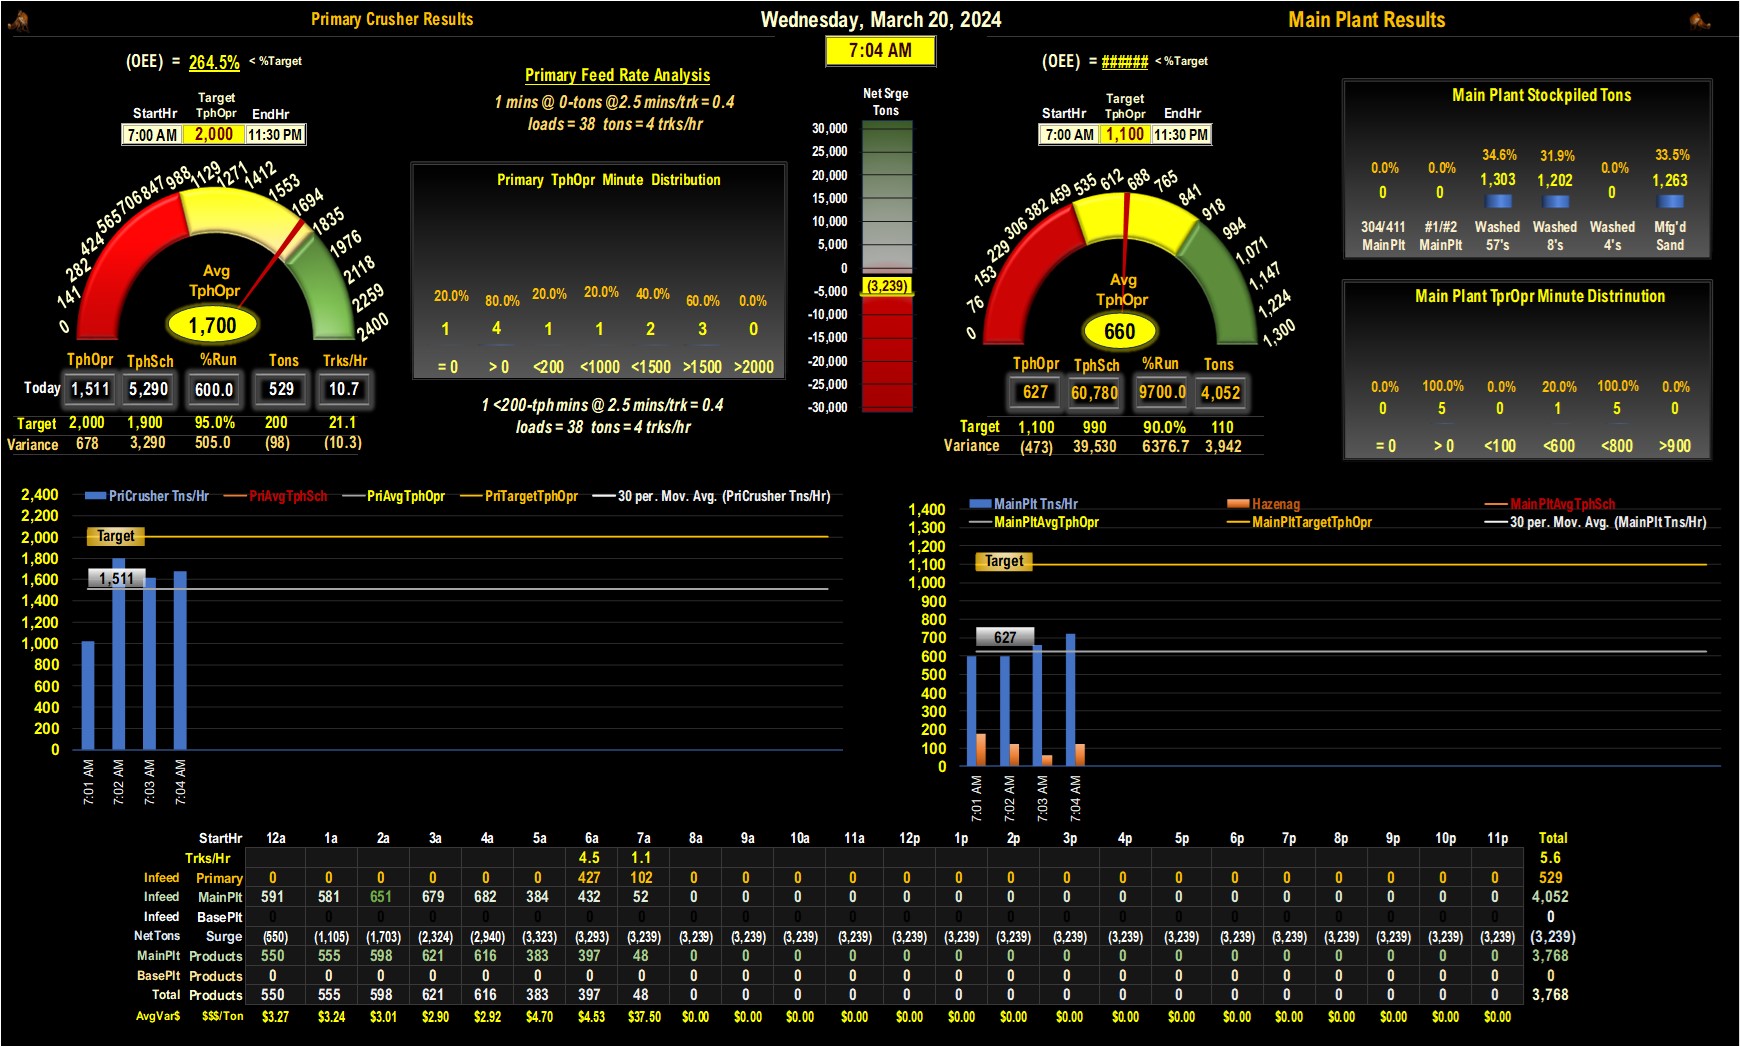 Primary Crusher Results
Wednesday, March 20, 2024
Main Plant Results
7:04 AM
(OEE) = 264.5% < %Target
Target
StartHr TphOpr EndHr
7:00 AM 2,000 11:30 PM
0 141 282 424 565 706 847 988 1129 1271 1412 1553 1694 1835 1976 2118 2259 2400
Avg
TphOpr
1,700
TphOpr TphSch %Run Tons Trks/Hr
Today 1,511 5,290 600.0 529 10.7
Target 2,000 1,900 95.0% 200 21.1
Variance 678 3,290 505.0 (98) (10.3)
Primary Feed Rate Analysis
1 mins @ 0-tons @2.5 mins/trk = 0.4
loads = 38 tons = 4 trks/hr
Primary TphOpr Minute Distribution
20.0% 80.0% 20.0% 20.0% 40.0% 60.0% 0.0%
1 4 1 1 2 3 0
= 0 > 0 <200 <1000 <1500 >1500 >2000
1 <200-tph mins @ 2.5 mins/trk = 0.4
loads = 38 tons = 4 trks/hr
Net Srge
Tons
30,000
25,000
20,000
15,000
10,000
5,000
0
(3,239)
-5,000
-10,000
-15,000
-20,000
-25,000
-30,000
(OEE) = ###### < %Target
Target
StartHr TphOpr EndHr
7:00 AM 1,100 11:30 PM
0 76 153 229 306 382 459 535 612 688 765 841 918 994 1,071 1,147 1,224 1,300
Avg
TphOpr
660
TphOpr TphSch %Run Tons
627 60,780 9700.0 4,052
Target 1,100 990 90.0% 110
Variance (473) 39,530 6376.7 3,942
Main Plant Stockpiled Tons
0.0% 0.0% 34.6% 31.9% 0.0% 33.5%
0 0 1,303 1,202 0 1,263
304/411 #1/#2 Washed Washed Washed Mfg'd
MainPlt MainPlt 57's 8's 4's Sand
Main Plant TprOpr Minute Distrinution
0.0% 100.0% 0.0% 20.0% 100.0% 0.0%
0 5 0 1 5 0
= 0 > 0 <100 <600 <800 >900
PriCrusher Tns/Hr PriAvgTphSch PriAvgTphOpr PriTargetTphOpr 30 per. Mov. Avg. (PriCrusher Tns/Hr)
2,400
2,200
2,000
1,800
1,600
1,400
1,200
1,000
800
600
400
200
0
Target
1,511
7:01 AM 7:02 AM 7:03 AM 7:04 AM
MainPlt Tns/Hr Hazenag MainPltAvgTphSch
MainPltAvgTphOpr MainPltTargetTphOpr 30 per. Mov. Avg. (MainPlt Tns/Hr)
1,400
1,300
1,200
1,100
1,000
900
800
700
600
500
400
300
200
100
0
Target
627
7:01 AM 7:02 AM 7:03 AM 7:04 AM
StartHr 12a 1a 2a 3a 4a 5a 6a 7a 8a 9a 10a 11a 12p 1p 2p 3p 4p 5p 6p 7p 8p 9p 10p 11p Total
Trks/Hr 4.5 1.1 5.6
Infeed Primary 0 0 0 0 0 0 427 102 0 0 0 0 0 0 0 0 0 0 0 0 0 0 0 0 529
Infeed MainPlt 591 581 651 679 682 384 432 52 0 0 0 0 0 0 0 0 0 0 0 0 0 0 0 0 4,052
Infeed BasePlt 0 0 0 0 0 0 0 0 0 0 0 0 0 0 0 0 0 0 0 0 0 0 0 0 0
NetTons Surge (550) (1,105) (1,703) (2,324) (2,940) (3,323) (3,293) (3,239) (3,239) (3,239) (3,239) (3,239) (3,239) (3,239) (3,239) (3,239) (3,239) (3,239) (3,239) (3,239) (3,239) (3,239) (3,239) (3,239) (3,239)
MainPlt Products 550 555 598 621 616 383 397 48 0 0 0 0 0 0 0 0 0 0 0 0 0 0 0 0 3,768
BasePlt Products 0 0 0 0 0 0 0 0 0 0 0 0 0 0 0 0 0 0 0 0 0 0 0 0 0
Total Products 550 555 598 621 616 383 397 48 0 0 0 0 0 0 0 0 0 0 0 0 0 0 0 0 3,768
AvgVar$ $$$/Ton $3.27 $3.24 $3.01 $2.90 $2.92 $4.70 $4.53 $37.50 $0.00 $0.00 $0.00 $0.00 $0.00 $0.00 $0.00 $0.00 $0.00 $0.00 $0.00 $0.00 $0.00 $0.00 $0.00 $0.00